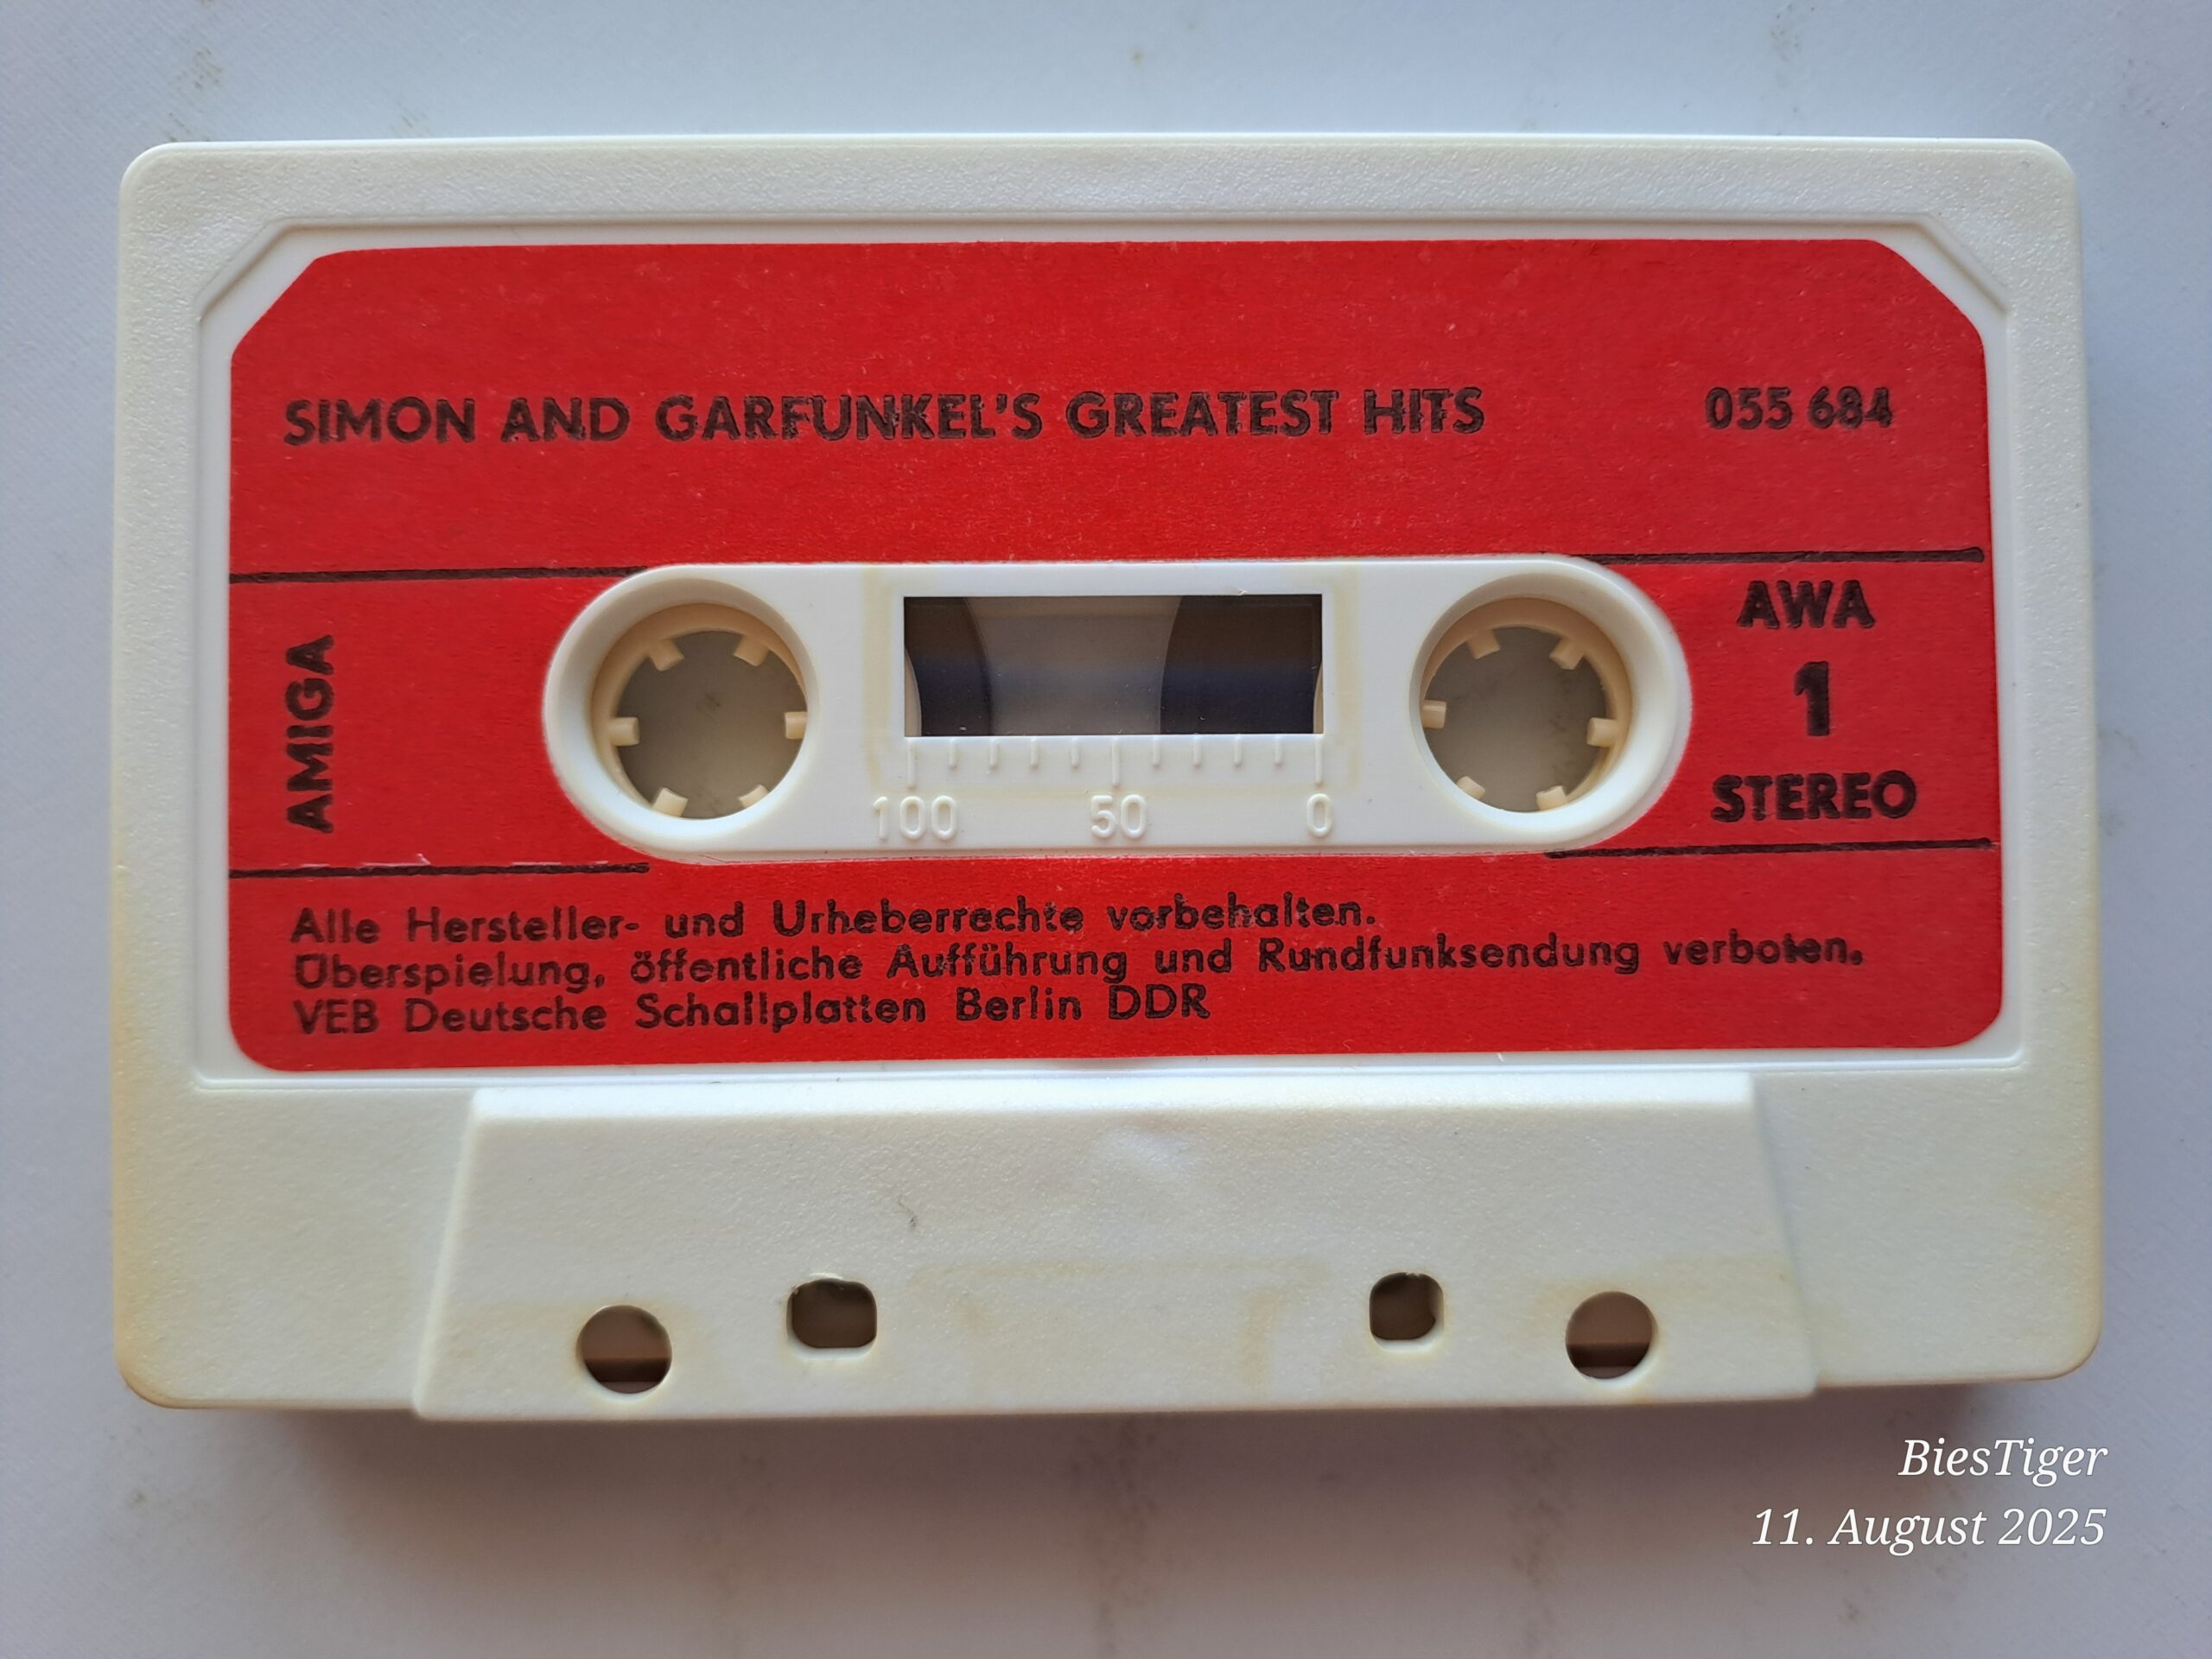 SIMON AND GARFUNKEL'S GREATEST HITS 055 684
AMIGA
AWA
1
STEREO
100 50 0
Alle Hersteller- und Urheberrechte vorbehalten.
Überspielung, öffentliche Aufführung und Rundfunksendung verboten.
VEB Deutsche Schallplatten Berlin DDR
BiesTiger
11. August 2025